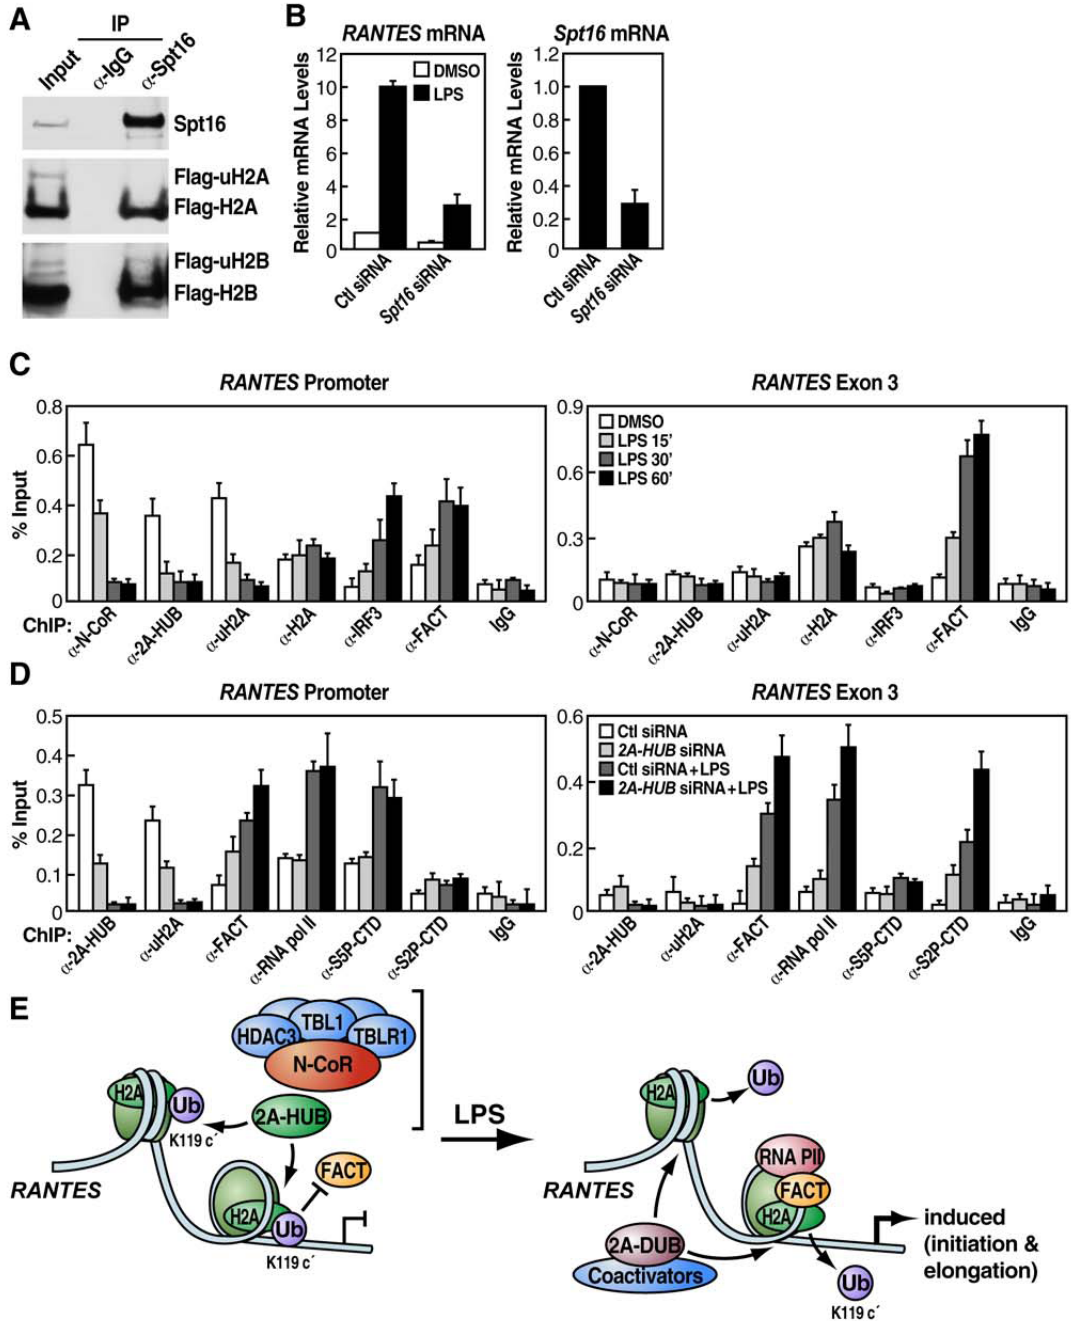 A
IP
Input
α-IgG
α-Spt16
Spt16
Flag-uH2A
Flag-H2A
Flag-uH2B
Flag-H2B
B
RANTES mRNA
Relative mRNA Levels
12
10
8
6
4
2
0
DMSO
LPS
Ctl siRNA
Spt16 siRNA
Spt16 mRNA
Relative mRNA Levels
1.2
1.0
0.8
0.6
0.4
0.2
0
Ctl siRNA
Spt16 siRNA
C
RANTES Promoter
% Input
0.8
0.6
0.4
0.2
0
ChIP:
α-N-CoR
α-2A-HUB
α-uH2A
α-H2A
α-IRF3
α-FACT
IgG
RANTES Exon 3
0.9
0.6
0.3
0
DMSO
LPS 15′
LPS 30′
LPS 60′
α-N-CoR
α-2A-HUB
α-uH2A
α-H2A
α-IRF3
α-FACT
IgG
D
RANTES Promoter
% Input
0.5
0.4
0.3
0.2
0.1
0
ChIP:
α-2A-HUB
α-uH2A
α-FACT
α-RNA pol II
α-S5P-CTD
α-S2P-CTD
IgG
RANTES Exon 3
0.6
0.4
0.2
0
Ctl siRNA
2A-HUB siRNA
Ctl siRNA+LPS
2A-HUB siRNA+LPS
α-2A-HUB
α-uH2A
α-FACT
α-RNA pol II
α-S5P-CTD
α-S2P-CTD
IgG
E
HDAC3
TBL1
TBLR1
N-CoR
H2A
Ub
K119 c´
2A-HUB
FACT
RANTES
H2A
Ub
K119 c´
LPS
H2A
Ub
RNA PII
FACT
H2A
RANTES
2A-DUB
Coactivators
Ub
K119 c´
induced
(initiation &
elongation)